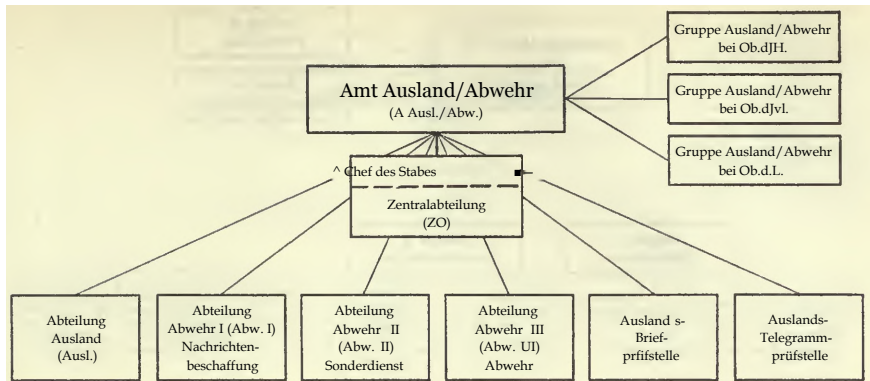 Gruppe Ausland/Abwehr
bei Ob.dJH.
Amt Ausland/Abwehr
(A Ausl./Abw.)
Gruppe Ausland/Abwehr
bei Ob.dJvl.
Gruppe Ausland/Abwehr
bei Ob.d.L.
^ Chef des Stabes
Zentralabteilung
(ZO)
Abteilung
Ausland
(Ausl.)
Abteilung
Abwehr I (Abw. I)
Nachrichten-
beschaffung
Abteilung
Abwehr II
(Abw. II)
Sonderdienst
Abteilung
Abwehr III
(Abw. UI)
Abwehr
Ausland s-
Brief-
prfifstelle
Auslands-
Telegramm-
prüfstelle